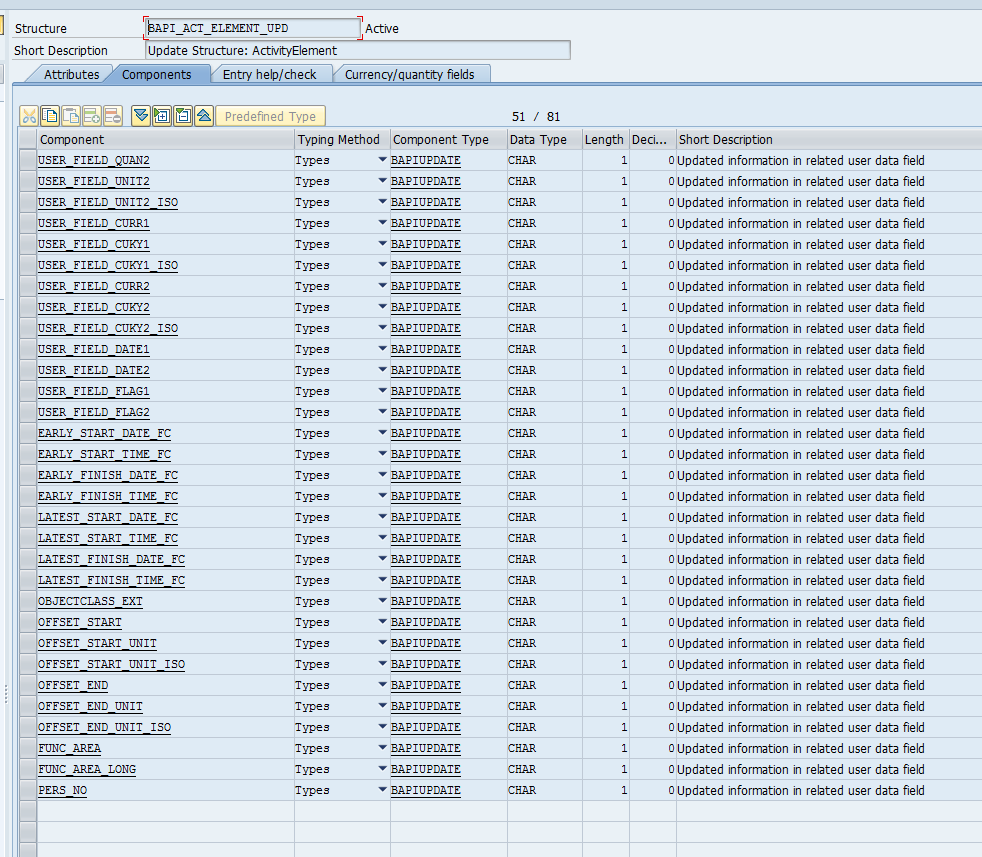 Structure BAPI_ACT_ELEMENT_UPD Active
Short Description Update Structure: ActivityElement
Attributes Components Entry help/check Currency/quantity fields
Predefined Type 51 / 81
Component Typing Method Component Type Data Type Length Deci... Short Description
USER_FIELD_QUAN2 Types BAPIUPDATE CHAR 1 0 Updated information in related user data field
USER_FIELD_UNIT2 Types BAPIUPDATE CHAR 1 0 Updated information in related user data field
USER_FIELD_UNIT2_ISO Types BAPIUPDATE CHAR 1 0 Updated information in related user data field
USER_FIELD_CURR1 Types BAPIUPDATE CHAR 1 0 Updated information in related user data field
USER_FIELD_CUKY1 Types BAPIUPDATE CHAR 1 0 Updated information in related user data field
USER_FIELD_CUKY1_ISO Types BAPIUPDATE CHAR 1 0 Updated information in related user data field
USER_FIELD_CURR2 Types BAPIUPDATE CHAR 1 0 Updated information in related user data field
USER_FIELD_CUKY2 Types BAPIUPDATE CHAR 1 0 Updated information in related user data field
USER_FIELD_CUKY2_ISO Types BAPIUPDATE CHAR 1 0 Updated information in related user data field
USER_FIELD_DATE1 Types BAPIUPDATE CHAR 1 0 Updated information in related user data field
USER_FIELD_DATE2 Types BAPIUPDATE CHAR 1 0 Updated information in related user data field
USER_FIELD_FLAG1 Types BAPIUPDATE CHAR 1 0 Updated information in related user data field
USER_FIELD_FLAG2 Types BAPIUPDATE CHAR 1 0 Updated information in related user data field
EARLY_START_DATE_FC Types BAPIUPDATE CHAR 1 0 Updated information in related user data field
EARLY_START_TIME_FC Types BAPIUPDATE CHAR 1 0 Updated information in related user data field
EARLY_FINISH_DATE_FC Types BAPIUPDATE CHAR 1 0 Updated information in related user data field
EARLY_FINISH_TIME_FC Types BAPIUPDATE CHAR 1 0 Updated information in related user data field
LATEST_START_DATE_FC Types BAPIUPDATE CHAR 1 0 Updated information in related user data field
LATEST_START_TIME_FC Types BAPIUPDATE CHAR 1 0 Updated information in related user data field
LATEST_FINISH_DATE_FC Types BAPIUPDATE CHAR 1 0 Updated information in related user data field
LATEST_FINISH_TIME_FC Types BAPIUPDATE CHAR 1 0 Updated information in related user data field
OBJECTCLASS_EXT Types BAPIUPDATE CHAR 1 0 Updated information in related user data field
OFFSET_START Types BAPIUPDATE CHAR 1 0 Updated information in related user data field
OFFSET_START_UNIT Types BAPIUPDATE CHAR 1 0 Updated information in related user data field
OFFSET_START_UNIT_ISO Types BAPIUPDATE CHAR 1 0 Updated information in related user data field
OFFSET_END Types BAPIUPDATE CHAR 1 0 Updated information in related user data field
OFFSET_END_UNIT Types BAPIUPDATE CHAR 1 0 Updated information in related user data field
OFFSET_END_UNIT_ISO Types BAPIUPDATE CHAR 1 0 Updated information in related user data field
FUNC_AREA Types BAPIUPDATE CHAR 1 0 Updated information in related user data field
FUNC_AREA_LONG Types BAPIUPDATE CHAR 1 0 Updated information in related user data field
PERS_NO Types BAPIUPDATE CHAR 1 0 Updated information in related user data field